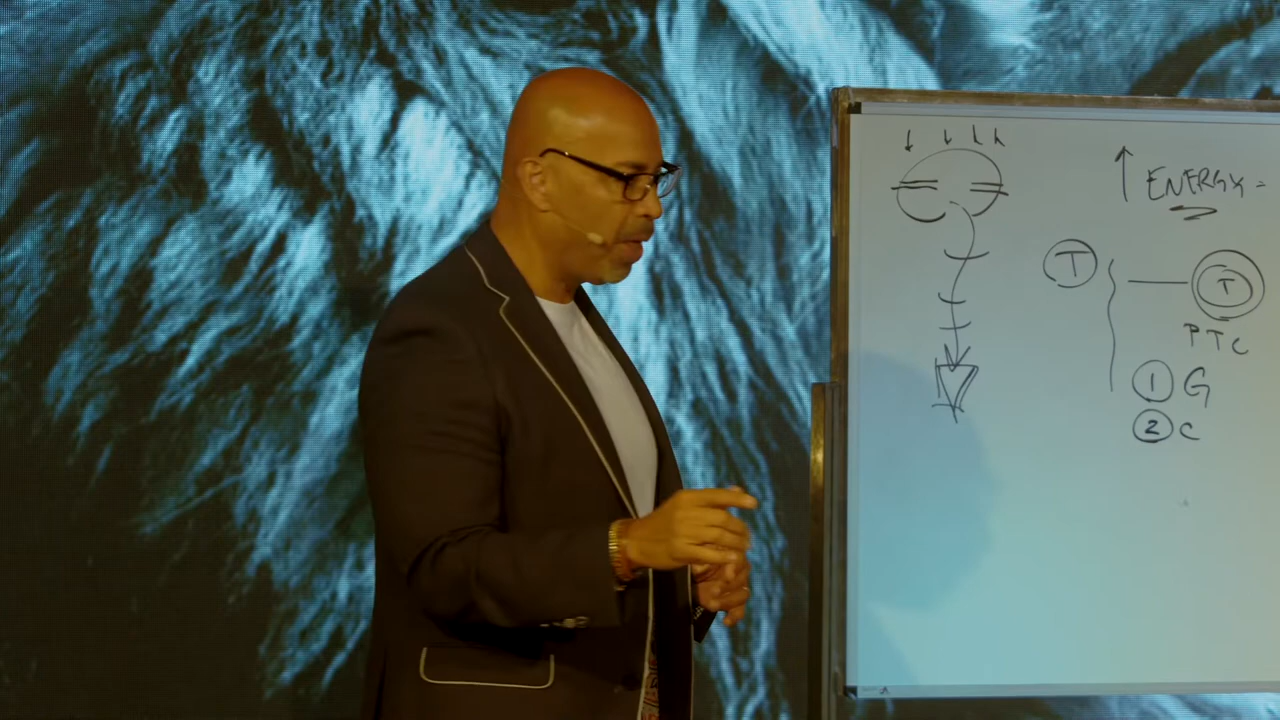 ENERGY =
T
T
PTC
1 G
2 C